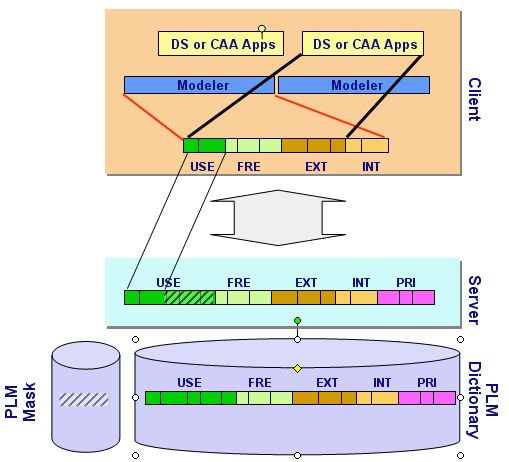 DS or CAA Apps
DS or CAA Apps
Modeler
Modeler
Client
USE FRE EXT INT
USE FRE EXT INT PRI
Server
PLM Mask
USE FRE EXT INT PRI
PLM Dictionary